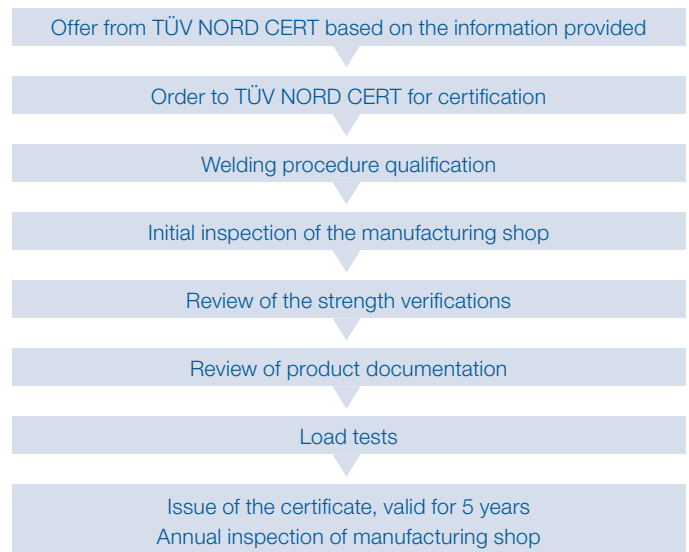 Offer from TÜV NORD CERT based on the information provided
Order to TÜV NORD CERT for certification
Welding procedure qualification
Initial inspection of the manufacturing shop
Review of the strength verifications
Review of product documentation
Load tests
Issue of the certificate, valid for 5 years
Annual inspection of manufacturing shop